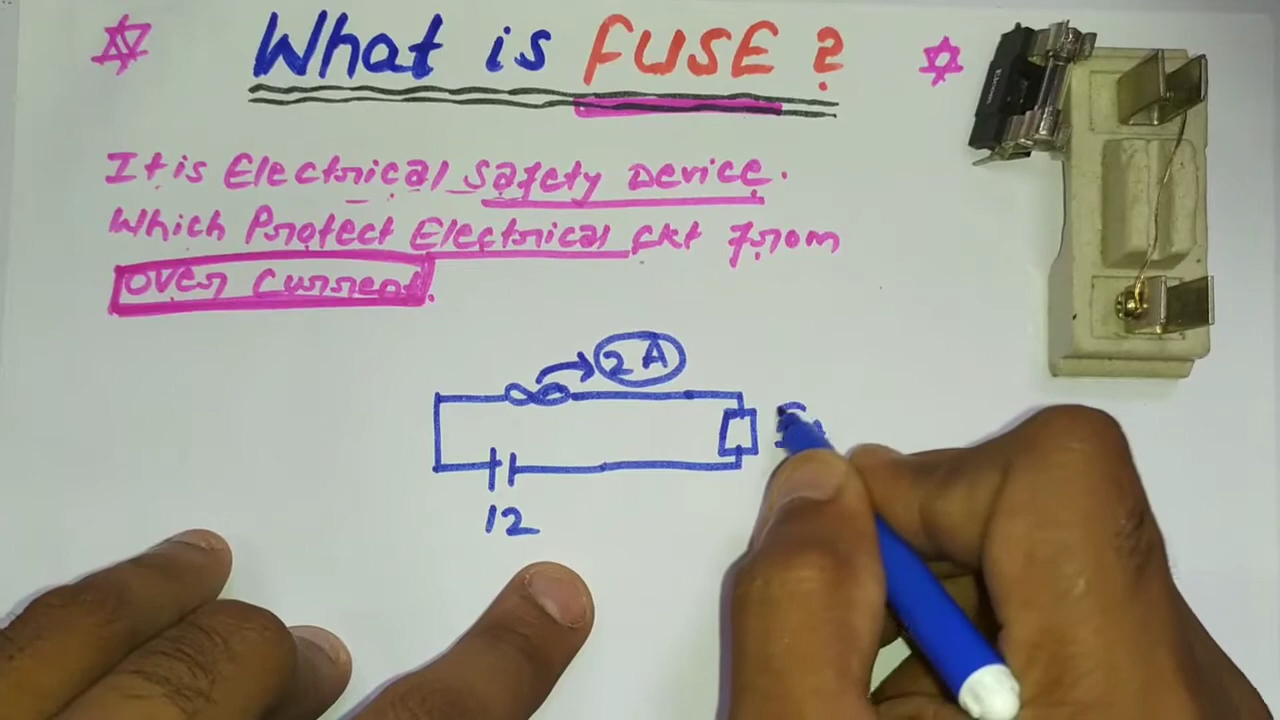 What is FUSE ?
It is Electrical Safety Device.
Which Protect Electrical ckt from
over current.
2 A
12